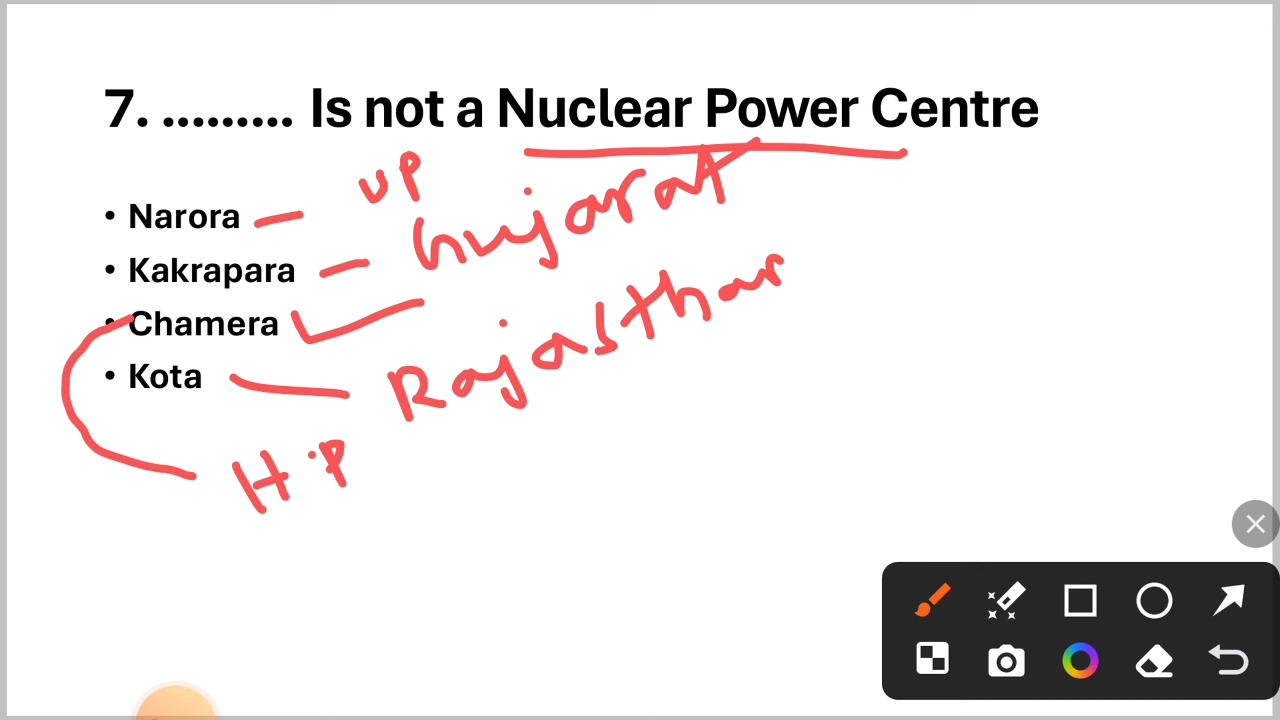 7. ......... Is not a Nuclear Power Centre
• Narora — UP
• Kakrapara — Gujarat
• Chamera
• Kota — Rajasthan
H.P